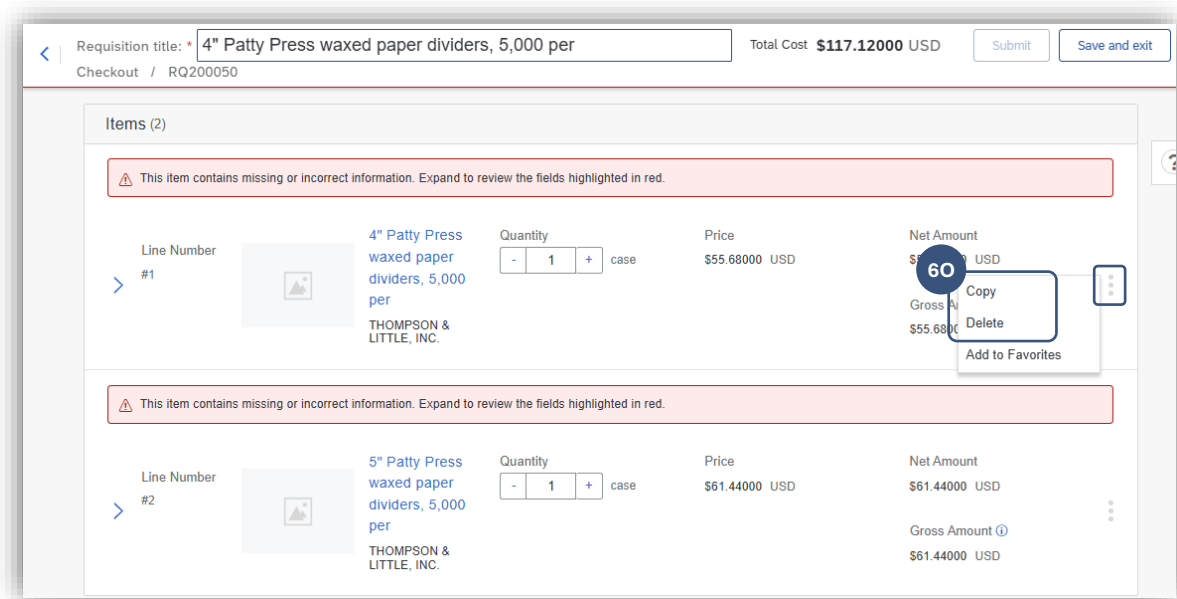 Requisition title: * 4" Patty Press waxed paper dividers, 5,000 per
Total Cost $117.12000 USD
Submit
Save and exit
Checkout / RQ200050
Items (2)
?
This item contains missing or incorrect information. Expand to review the fields highlighted in red.
Line Number
#1
4" Patty Press
waxed paper
dividers, 5,000
per
THOMPSON &
LITTLE, INC.
Quantity
- 1 + case
Price
$55.68000 USD
Net Amount
USD
6O
Gross
$55.680
Copy
Delete
Add to Favorites
This item contains missing or incorrect information. Expand to review the fields highlighted in red.
Line Number
#2
5" Patty Press
waxed paper
dividers, 5,000
per
THOMPSON &
LITTLE, INC.
Quantity
- 1 + case
Price
$61.44000 USD
Net Amount
$61.44000 USD
Gross Amount
$61.44000 USD